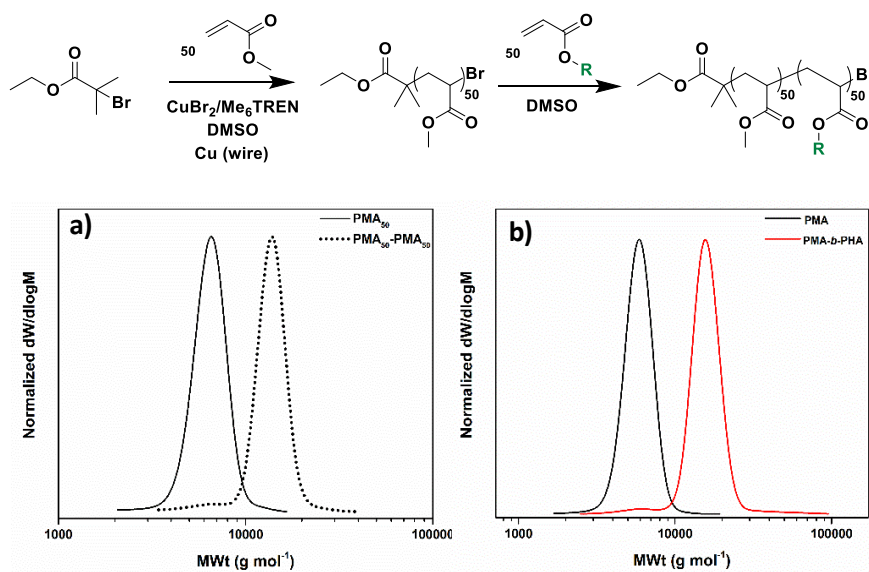 50
O
O
O
O
Br
CuBr2/Me6TREN
DMSO
Cu (wire)
O
O
Br
50
O
O
50
O
O
R
DMSO
O
O
B
50
50
O
O
O
O
R
a)
PMA50
PMA50-PMA50
Normalized dW/dlogM
1000
10000
100000
MWt (g mol-1)
b)
PMA
PMA-b-PHA
Normalized dW/dlogM
1000
10000
100000
MWt (g mol-1)